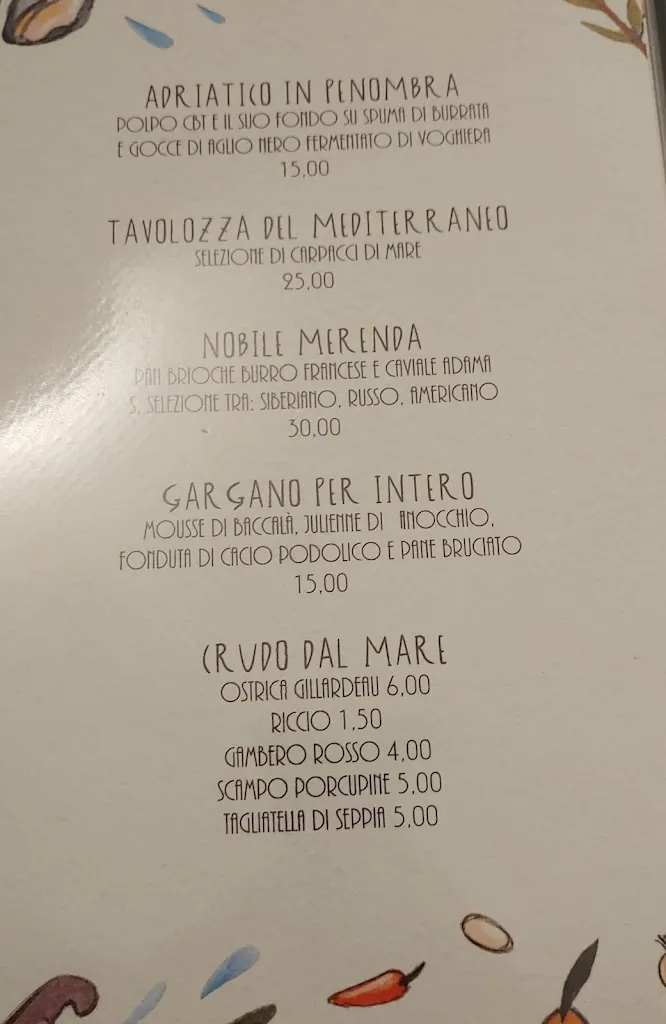 ADRIATICO IN PENOMBRA
POLPO CBT E IL SUO FONDO SU SPUMA DI BURRATA
E GOCCE DI AGLIO NERO FERMENTATO DI VOGHIERA
15,00
TAVOLOZZA DEL MEDITERRANEO
SELEZIONE DI CARPACCI DI MARE
25,00
NOBILE MERENDA
PAN BRIOCHE BURRO FRANCESE E CAVIALE ADAMA
S, SELEZIONE TRA: SIBERIANO, RUSSO, AMERICANO
30,00
GARGANO PER INTERO
MOUSSE DI BACCALÀ, JULIENNE DI ANOCCHIO,
FONDUTA DI CACIO PODOLICO E PANE BRUCIATO
15,00
CRUDO DAL MARE
OSTRICA GILLARDEAU 6,00
RICCIO 1,50
GAMBERO ROSSO 4,00
SCAMPO PORCUPINE 5,00
TAGLIATELLA DI SEPPIA 5,00